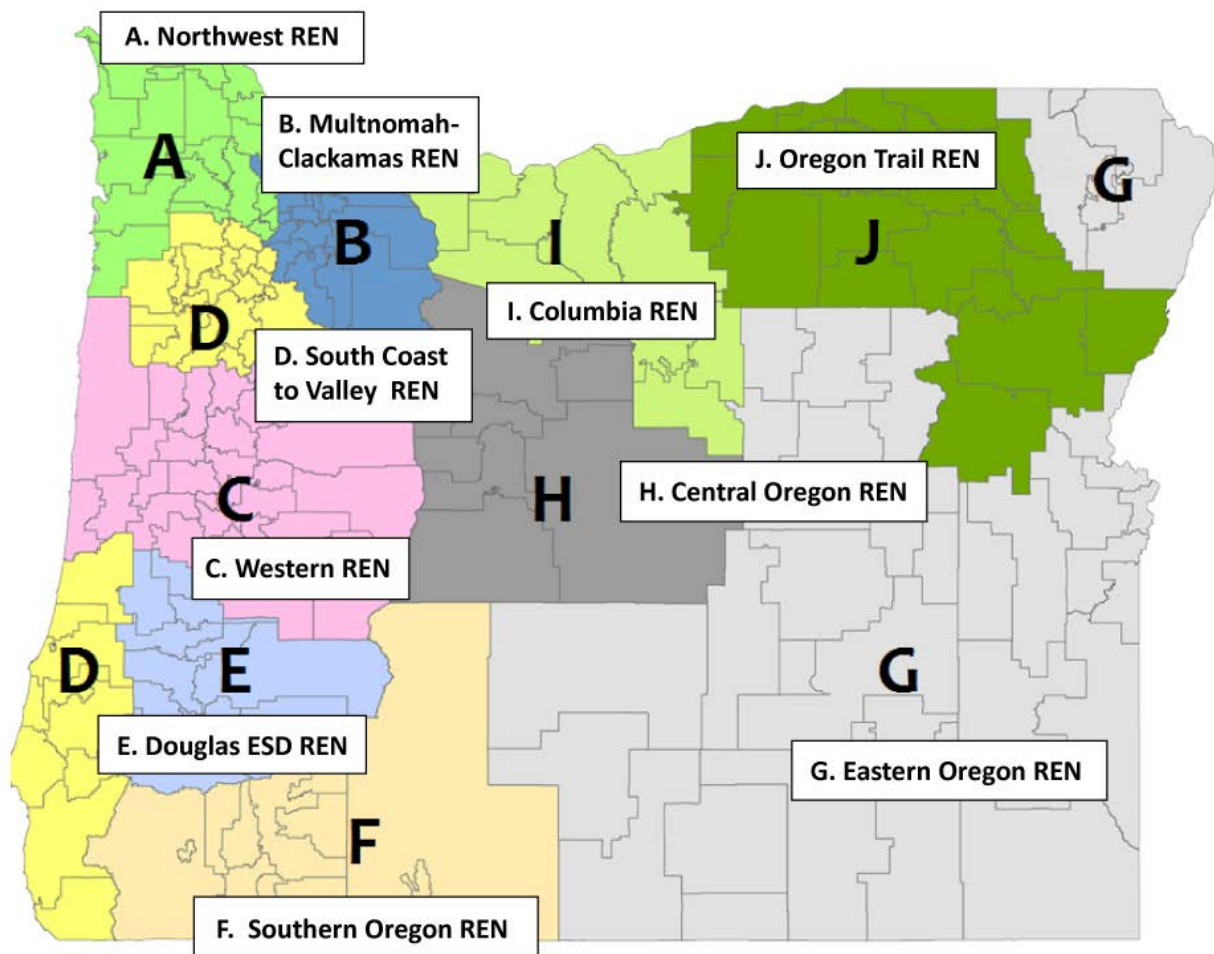 A. Northwest REN
B. Multnomah-
Clackamas REN
J. Oregon Trail REN
A
G
B
I
J
I. Columbia REN
D
D. South Coast
to Valley REN
C
H
H. Central Oregon REN
C. Western REN
D
E
G
E. Douglas ESD REN
G. Eastern Oregon REN
F
F. Southern Oregon REN